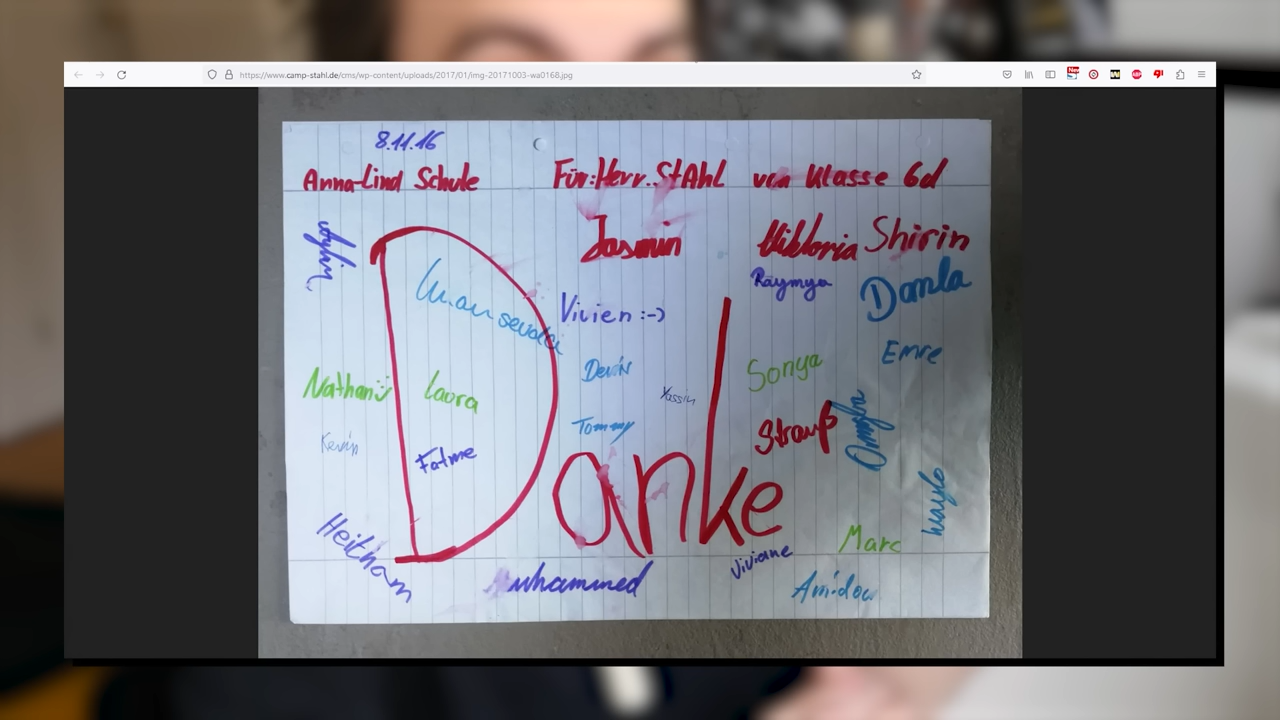 https://www.camp-stahl.de/cms/wp-content/uploads/2017/01/img-20171003-wa0168.jpg
8.11.16
Anna-Lind Schule Für: Herr. StAhl von Klasse 6d
Jasmin Viktoria Shirin
Raymya Damla
Vivien :-)
Emre
Devin Sonya
Nathan Laura Yassin
Tommy Strauß
Kevin Fatme
Danke
Heitham
Marc
Viviane
Muhammed Amidou